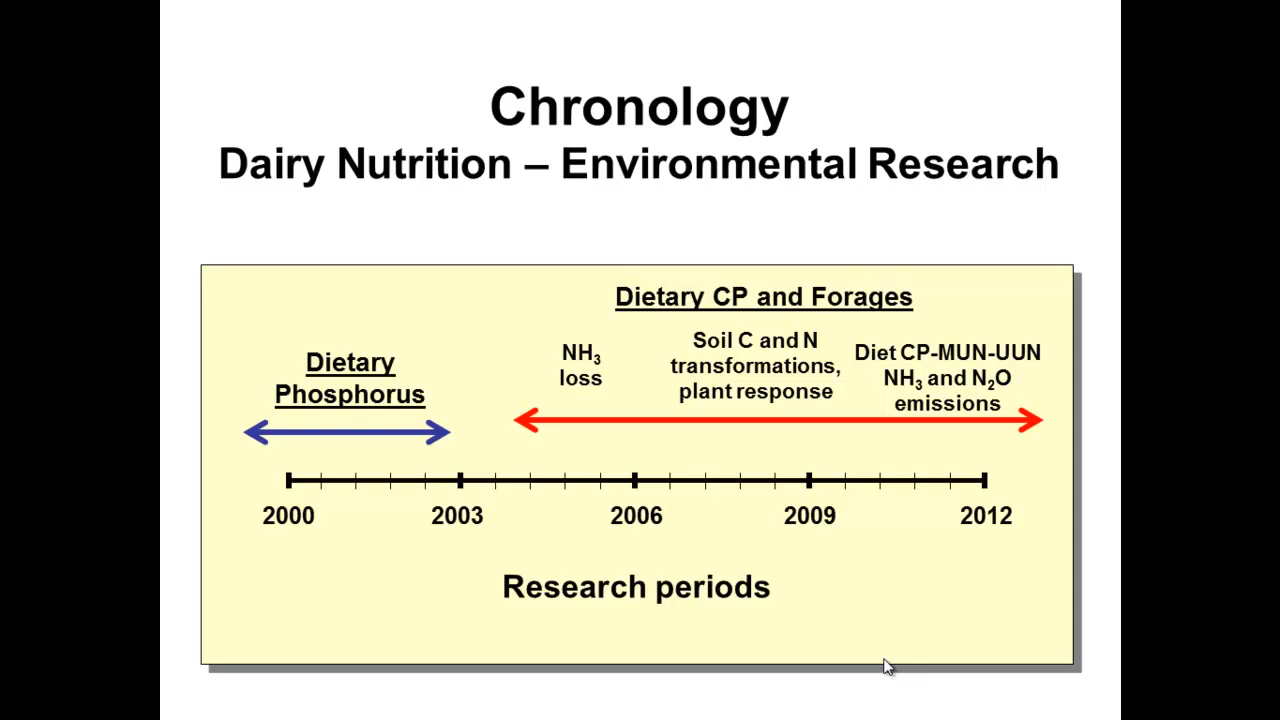 Chronology
Dairy Nutrition – Environmental Research
Dietary CP and Forages
Dietary
Phosphorus
NH₃
loss
Soil C and N
transformations,
plant response
Diet CP-MUN-UUN
NH₃ and N₂O
emissions
2000 2003 2006 2009 2012
Research periods